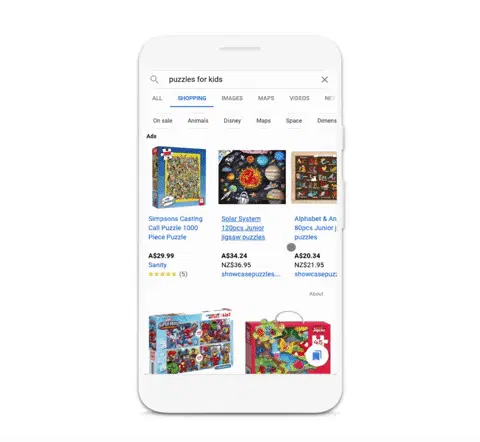 puzzles for kids
ALL SHOPPING IMAGES MAPS VIDEOS
On sale Animals Disney Maps Space Dimens
Ads
Simpsons Casting
Call Puzzle 1000
Piece Puzzle
A$29.99
Sanity
(5)
Solar System
120pcs Junior
jigsaw puzzles
A$34.24
NZ$36.95
showcasepuzzles...
Alphabet & An
80pcs Junior j
puzzles
A$20.34
NZ$21.95
showcasepuzzl
About